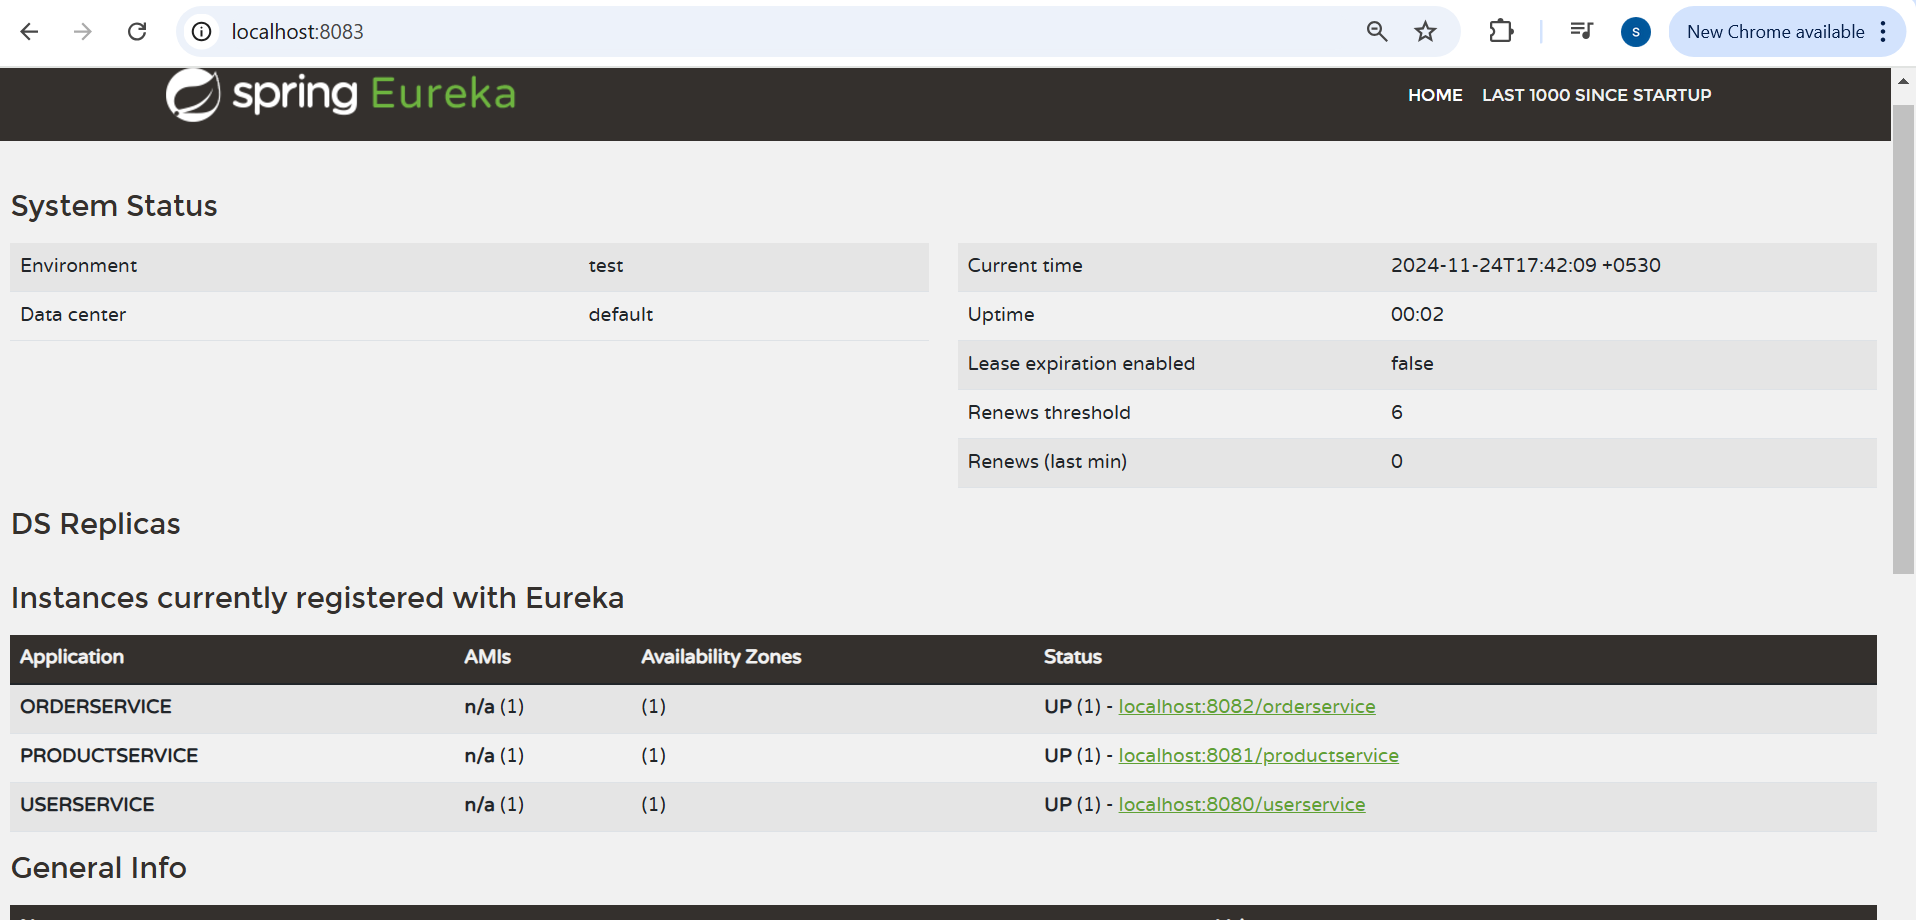 localhost:8083
S
New Chrome available
spring Eureka
HOME LAST 1000 SINCE STARTUP
System Status
Environment test
Data center default
Current time 2024-11-24T17:42:09 +0530
Uptime 00:02
Lease expiration enabled false
Renews threshold 6
Renews (last min) 0
DS Replicas
Instances currently registered with Eureka
Application AMIs Availability Zones Status
ORDERSERVICE n/a (1) (1) UP (1) - localhost:8082/orderservice
PRODUCTSERVICE n/a (1) (1) UP (1) - localhost:8081/productservice
USERSERVICE n/a (1) (1) UP (1) - localhost:8080/userservice
General Info